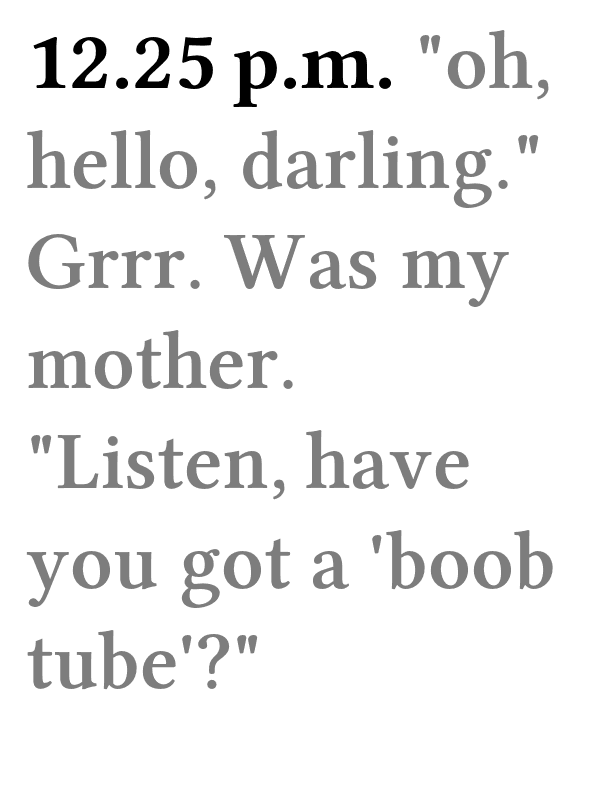 12.25 p.m. "oh,
hello, darling."
Grrr. Was my
mother.
"Listen, have
you got a 'boob
tube'?"